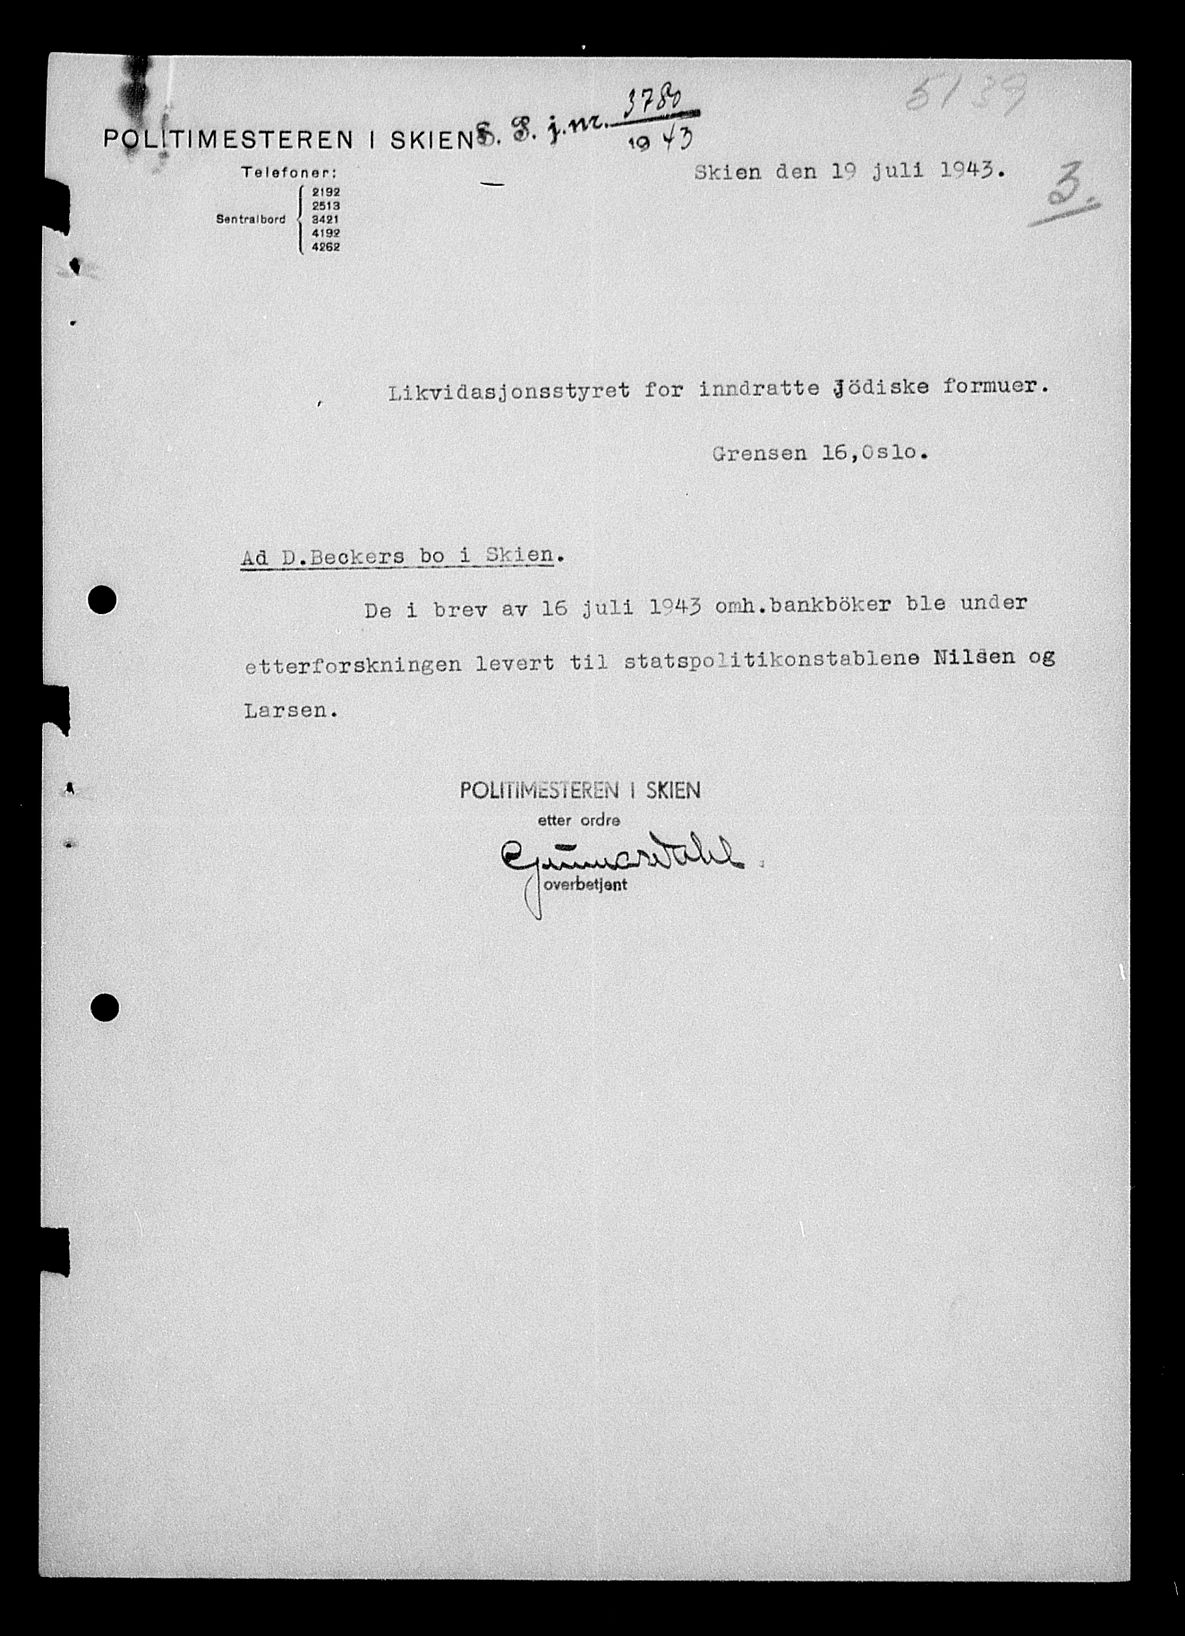 5139
POLITIMESTEREN I SKIEN S. S. j.nr. 3780
19 43
Telefoner:
Skien den 19 juli 1943.
3.
Sentralbord
2192
2513
3421
4192
4262
Likvidasjonsstyret for inndratte Jödiske formuer.
Grensen 16,Oslo.
Ad D.Beckers bo i Skien.
De i brev av 16 juli 1943 omh.bankböker ble under
etterforskningen levert til statspolitikonstablene Nilsen og
Larsen.
POLITIMESTEREN I SKIEN
etter ordre
Gunnar Dahl.
overbetjent